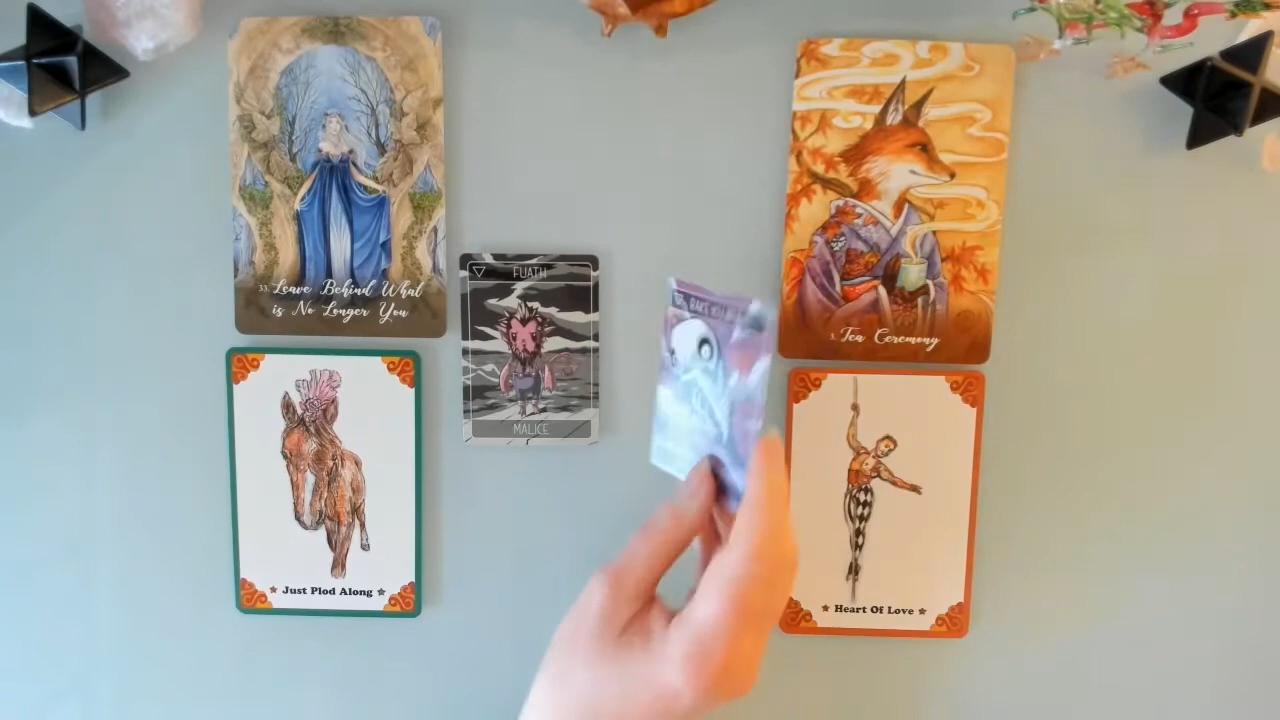 33. Leave Behind What
is No Longer You
FUATH
MALICE
3. Tea Ceremony
Just Plod Along
Heart Of Love